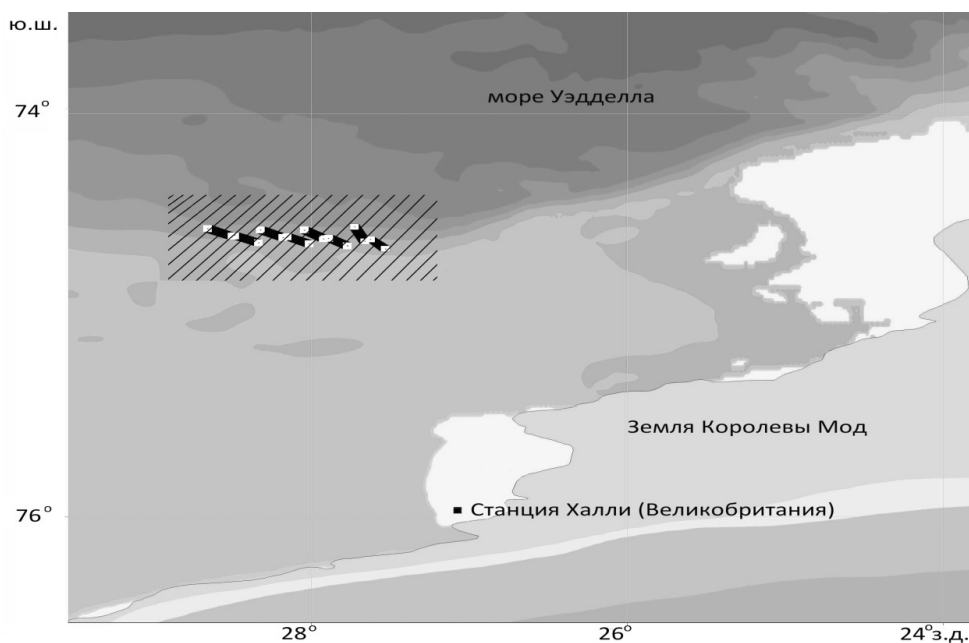 ю.ш.
74°
море Уэдделла
Земля Королевы Мод
76°
Станция Халли (Великобритания)
28°
26°
24°з.д.